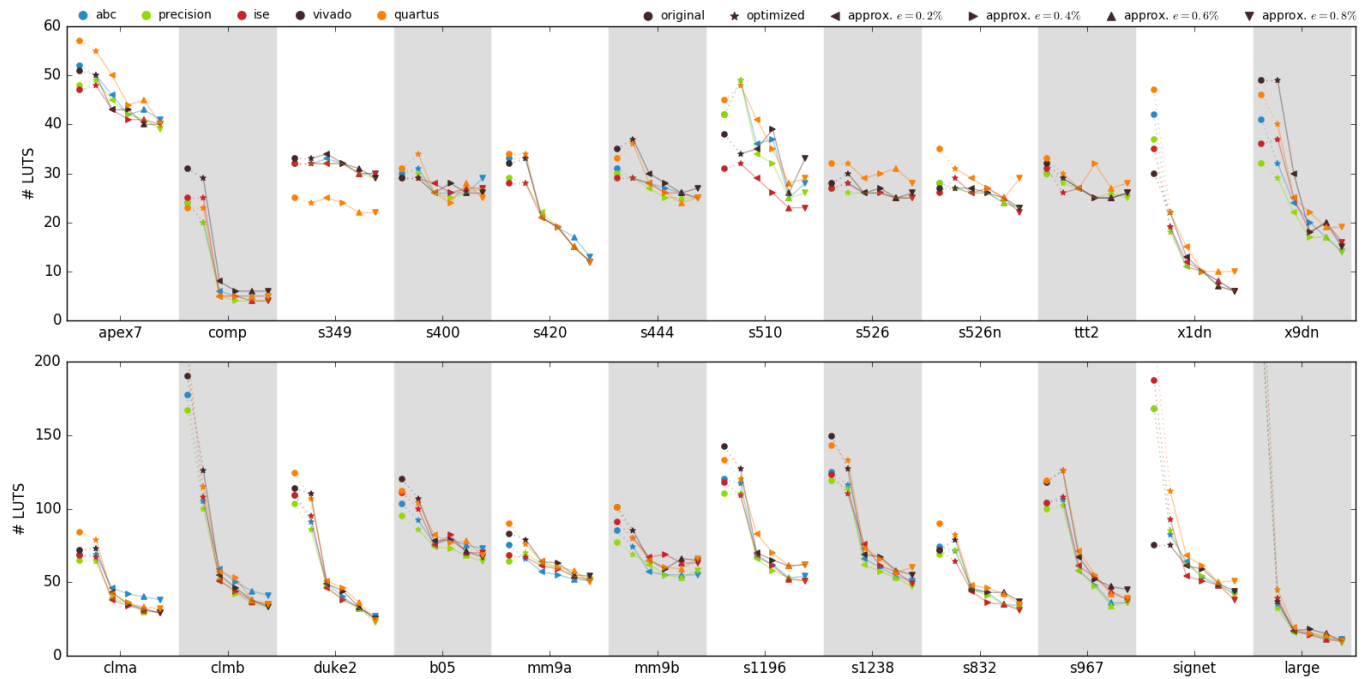 abc precision ise vivado quartus original optimized approx. e = 0.2% approx. e = 0.4% approx. e = 0.6% approx. e = 0.8%
60
50
40
30
20
10
0
# LUTS
apex7 comp s349 s400 s420 s444 s510 s526 s526n ttt2 x1dn x9dn
200
150
100
50
0
# LUTS
clma clmb duke2 b05 mm9a mm9b s1196 s1238 s832 s967 signet large